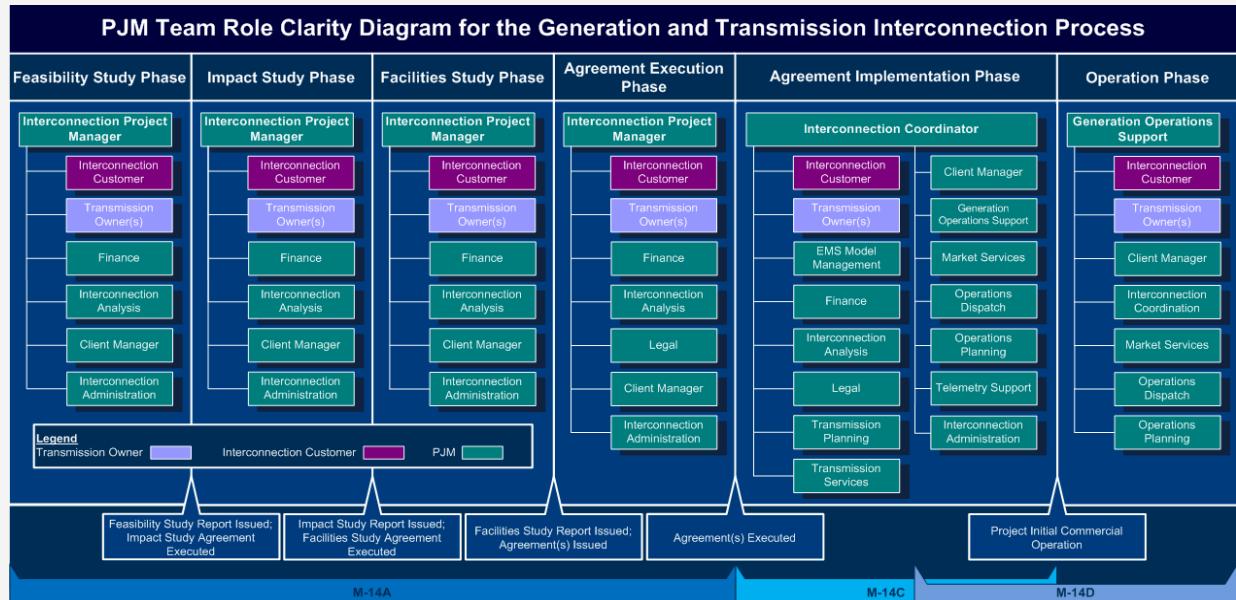 PJM Team Role Clarity Diagram for the Generation and Transmission Interconnection Process
Feasibility Study Phase
Impact Study Phase
Facilities Study Phase
Agreement Execution
Phase
Agreement Implementation Phase
Operation Phase
Interconnection Project
Manager
Interconnection
Customer
Transmission
Owner(s)
Finance
Interconnection
Analysis
Client Manager
Interconnection
Administration
Interconnection Project
Manager
Interconnection
Customer
Transmission
Owner(s)
Finance
Interconnection
Analysis
Client Manager
Interconnection
Administration
Interconnection Project
Manager
Interconnection
Customer
Transmission
Owner(s)
Finance
Interconnection
Analysis
Client Manager
Interconnection
Administration
Interconnection Project
Manager
Interconnection
Customer
Transmission
Owner(s)
Finance
Interconnection
Analysis
Legal
Client Manager
Interconnection
Administration
Interconnection Coordinator
Interconnection
Customer
Transmission
Owner(s)
EMS Model
Management
Finance
Interconnection
Analysis
Legal
Transmission
Planning
Transmission
Services
Client Manager
Generation
Operations Support
Market Services
Operations
Dispatch
Operations
Planning
Telemetry Support
Interconnection
Administration
Generation Operations
Support
Interconnection
Customer
Transmission
Owner(s)
Client Manager
Interconnection
Coordination
Market Services
Operations
Dispatch
Operations
Planning
Legend
Transmission Owner
Interconnection Customer
PJM
Feasibility Study Report Issued;
Impact Study Agreement
Executed
Impact Study Report Issued;
Facilities Study Agreement
Executed
Facilities Study Report Issued;
Agreement(s) Issued
Agreement(s) Executed
Project Initial Commercial
Operation
M-14A
M-14C
M-14D